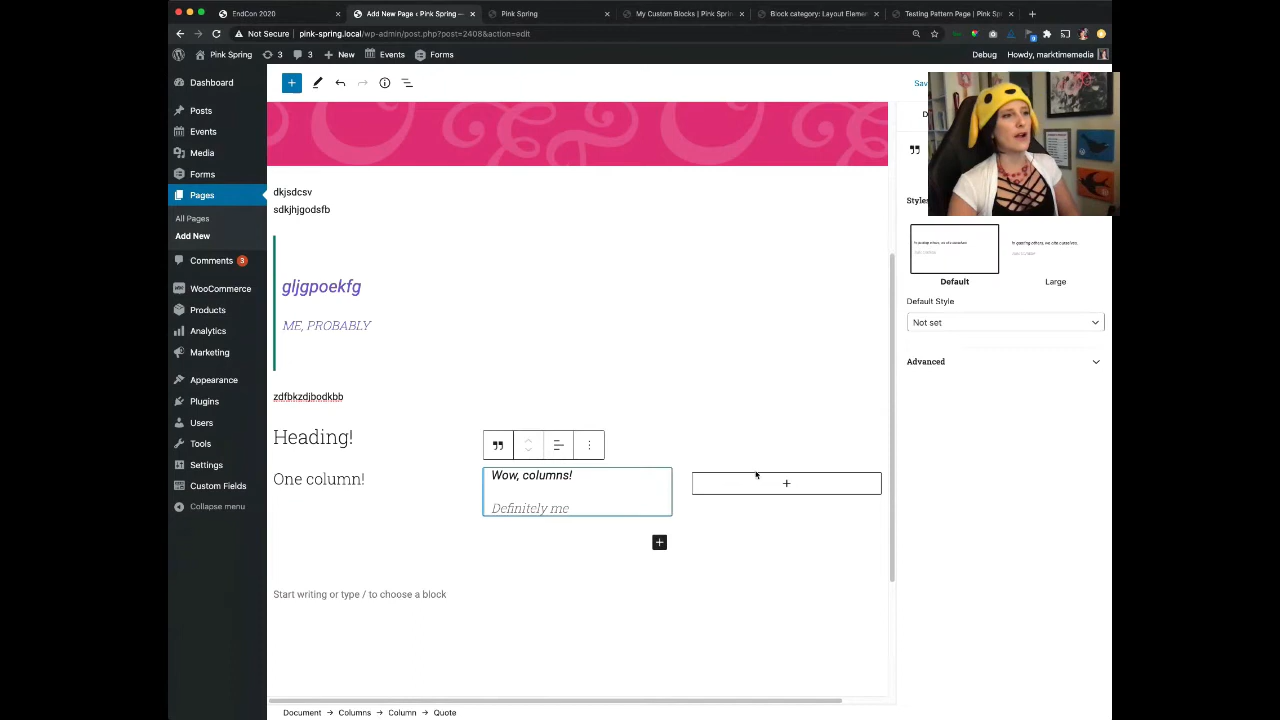 EndCon 2020
Add New Page ‹ Pink Spring —
Pink Spring
My Custom Blocks | Pink Sprin
Block category: Layout Elemen
Testing Pattern Page | Pink Sp
Not Secure | pink-spring.local/wp-admin/post.php?post=2408&action=edit
Pink Spring
3
3
New
Events
Forms
Debug
Howdy, marktimemedia
Dashboard
Posts
Events
Media
Forms
Pages
All Pages
Add New
Comments 3
WooCommerce
Products
Analytics
Marketing
Appearance
Plugins
Users
Tools
Settings
Custom Fields
Collapse menu
dkjsdcsv
sdkjhjgodsfb
gljgpoekfg
ME, PROBABLY
zdfbkzdjbodkbb
Heading!
One column!
Wow, columns!
Definitely me
Start writing or type / to choose a block
Document → Columns → Column → Quote
Default
Large
Default Style
Not set
Advanced